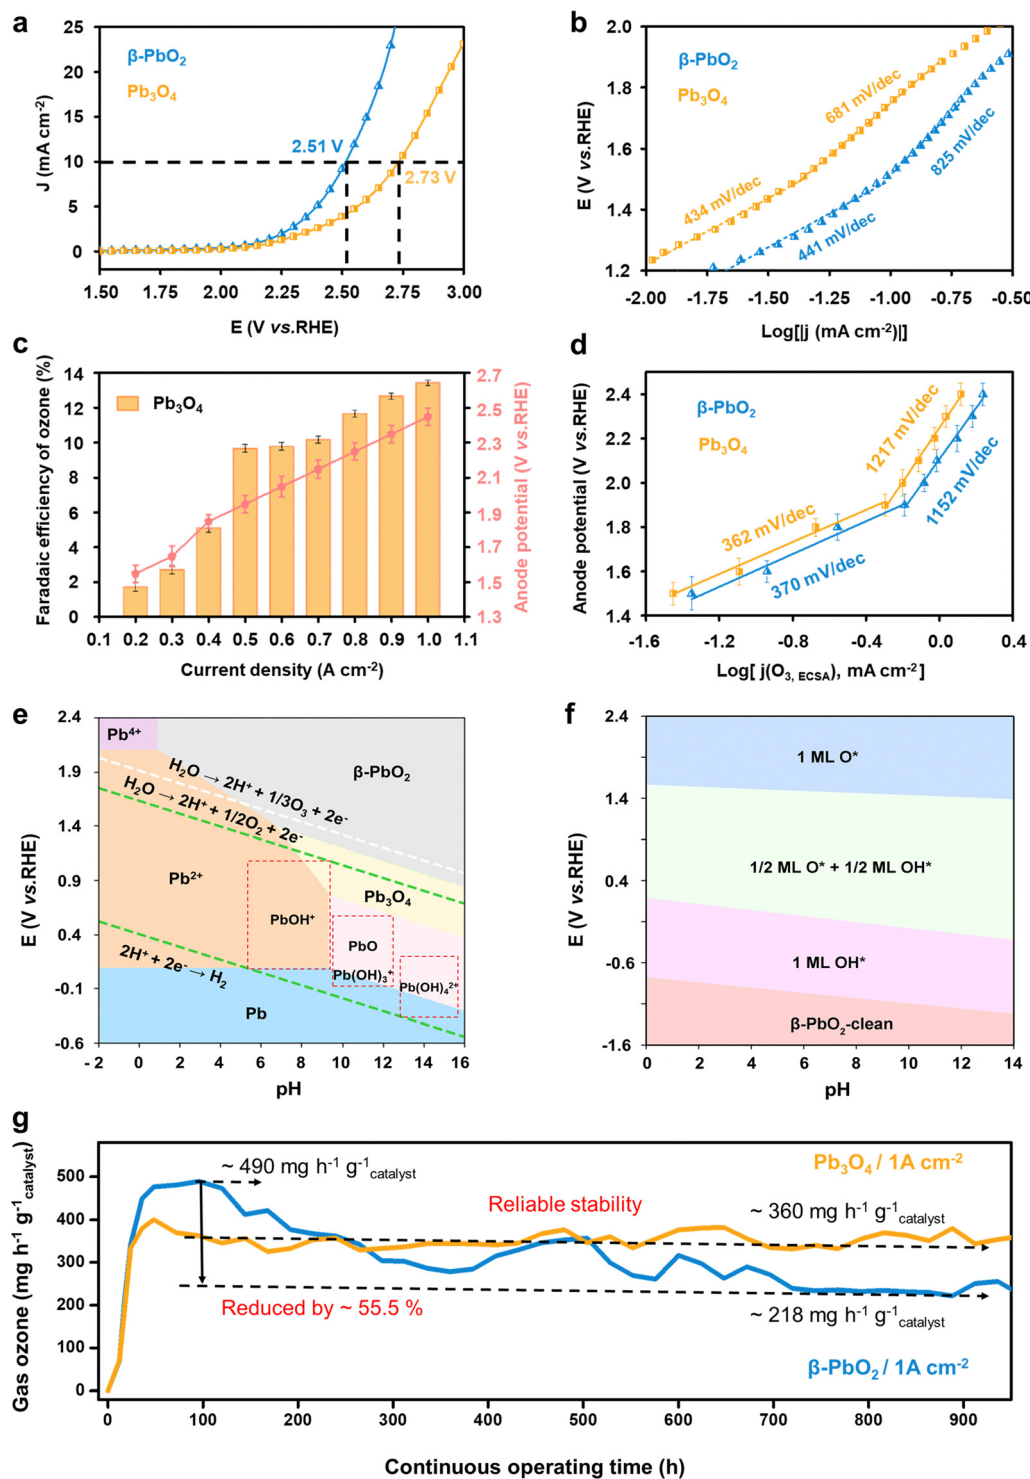 a
25
20
15
10
5
0
J (mA cm⁻²)
β-PbO₂
Pb₃O₄
2.51 V
2.73 V
1.50
1.75
2.00
2.25
2.50
2.75
3.00
E (V vs.RHE)
b
2.0
1.8
1.6
1.4
1.2
E (V vs.RHE)
β-PbO₂
Pb₃O₄
681 mV/dec
434 mV/dec
825 mV/dec
441 mV/dec
-2.00
-1.75
-1.50
-1.25
-1.00
-0.75
-0.50
Log[|j (mA cm⁻²)|]
c
14
12
10
8
6
4
2
0
Faradaic efficiency of ozone (%)
Pb₃O₄
2.7
2.5
2.3
2.1
1.9
1.7
1.5
1.3
Anode potential (V vs.RHE)
0.1
0.2
0.3
0.4
0.5
0.6
0.7
0.8
0.9
1.0
1.1
Current density (A cm⁻²)
d
2.4
2.2
2.0
1.8
1.6
1.4
Anode potential (V vs.RHE)
β-PbO₂
Pb₃O₄
1217 mV/dec
1152 mV/dec
362 mV/dec
370 mV/dec
-1.6
-1.2
-0.8
-0.4
0.0
0.4
Log[ j(O₃, ECSA), mA cm⁻²]
e
2.4
1.9
1.4
0.9
0.4
-0.1
-0.6
E (V vs.RHE)
Pb⁴⁺
β-PbO₂
H₂O → 2H⁺ + 1/3O₃ + 2e⁻
H₂O → 2H⁺ + 1/2O₂ + 2e⁻
Pb²⁺
Pb₃O₄
PbOH⁺
PbO
Pb(OH)₃⁺
Pb(OH)₄²⁺
2H⁺ + 2e⁻ → H₂
Pb
- 2
0
2
4
6
8
10
12
14
16
pH
f
2.4
1.4
0.4
-0.6
-1.6
E (V vs.RHE)
1 ML O*
1/2 ML O* + 1/2 ML OH*
1 ML OH*
β-PbO₂-clean
0
2
4
6
8
10
12
14
pH
g
500
400
300
200
100
0
Gas ozone (mg h⁻¹ g⁻¹catalyst)
~ 490 mg h⁻¹ g⁻¹catalyst
Pb₃O₄ / 1A cm⁻²
Reliable stability
~ 360 mg h⁻¹ g⁻¹catalyst
Reduced by ~ 55.5 %
~ 218 mg h⁻¹ g⁻¹catalyst
β-PbO₂ / 1A cm⁻²
0
100
200
300
400
500
600
700
800
900
Continuous operating time (h)